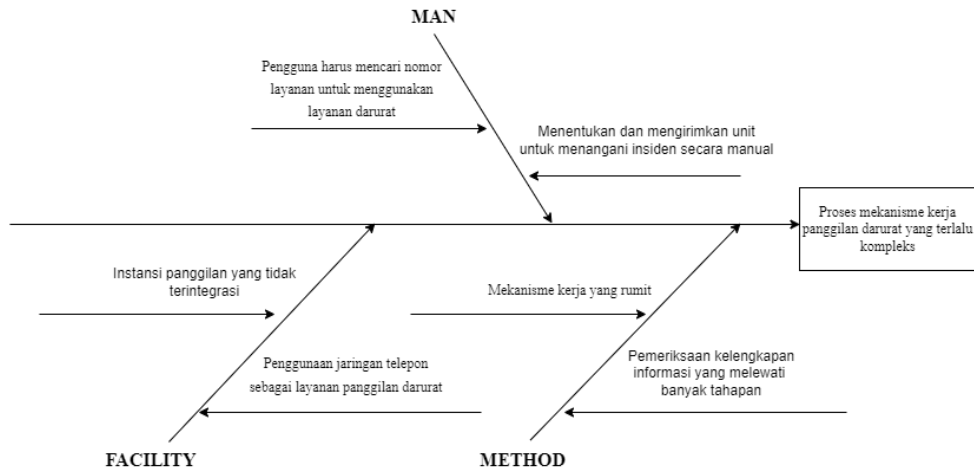 MAN
Pengguna harus mencari nomor
layanan untuk menggunakan
layanan darurat
Menentukan dan mengirimkan unit
untuk menangani insiden secara manual
Proses mekanisme kerja
panggilan darurat yang terlalu
kompleks
Instansi panggilan yang tidak
terintegrasi
Mekanisme kerja yang rumit
Penggunaan jaringan telepon
sebagai layanan panggilan darurat
Pemeriksaan kelengkapan
informasi yang melewati
banyak tahapan
FACILITY
METHOD